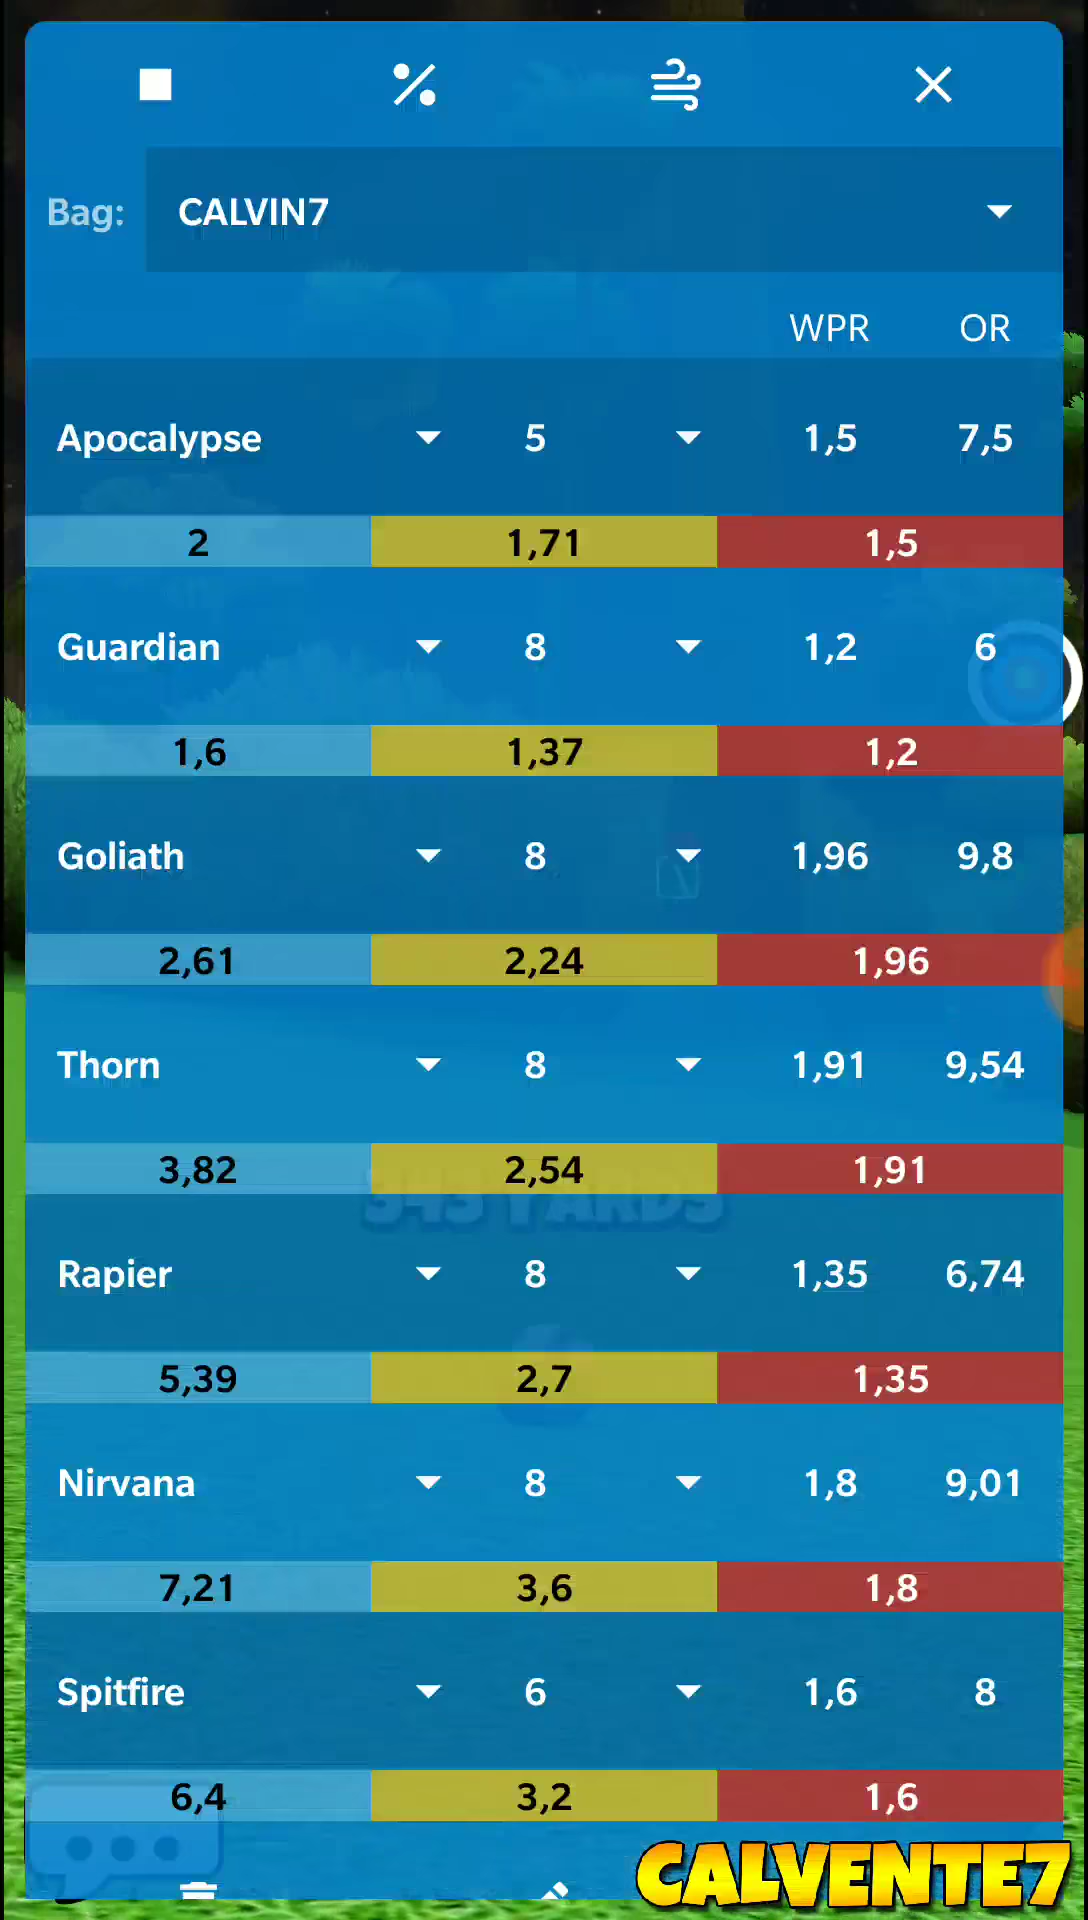 Bag: CALVIN7
WPR OR
Apocalypse 5 1,5 7,5
2 1,71 1,5
Guardian 8 1,2 6
1,6 1,37 1,2
Goliath 8 1,96 9,8
2,61 2,24 1,96
Thorn 8 1,91 9,54
3,82 2,54 1,91
343 YARDS
Rapier 8 1,35 6,74
5,39 2,7 1,35
Nirvana 8 1,8 9,01
7,21 3,6 1,8
Spitfire 6 1,6 8
6,4 3,2 1,6
CALVENTE7